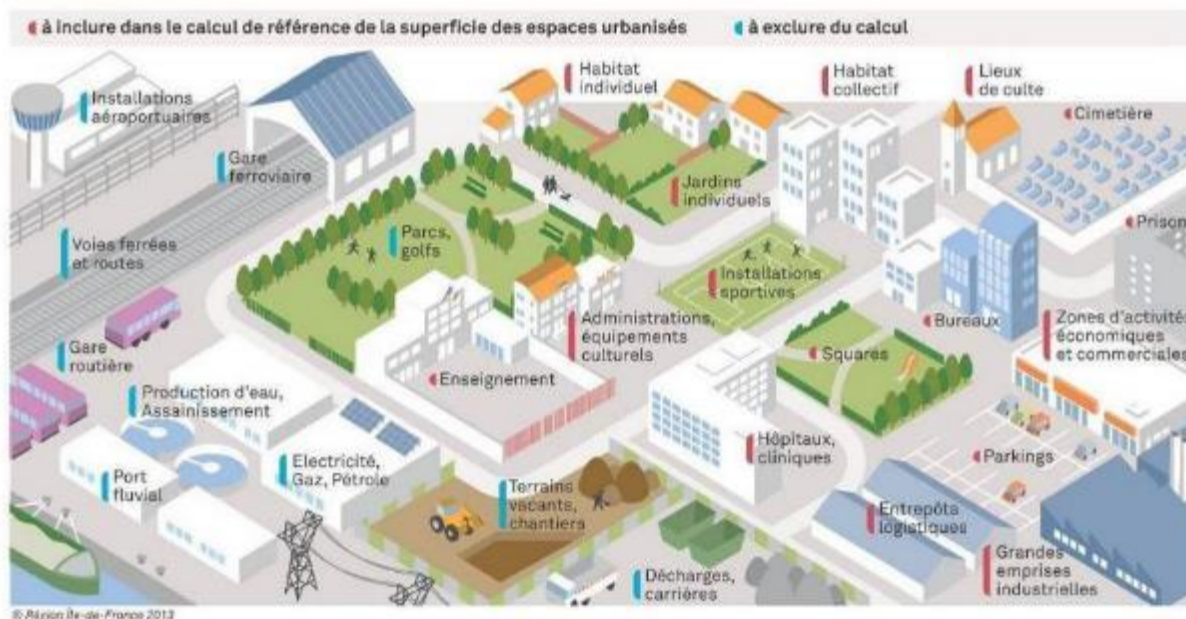 à inclure dans le calcul de référence de la superficie des espaces urbanisés
à exclure du calcul
Installations
aéroportuaires
Gare
ferroviaire
Habitat
individuel
Habitat
collectif
Lieux
de culte
Cimetière
Jardins
individuels
Prison
Voies ferrées
et routes
Parcs,
golfs
Installations
sportives
Administrations,
équipements
culturels
Bureaux
Zones d'activités
économiques
et commerciales
Gare
routière
Squares
Enseignement
Production d'eau,
Assainissement
Hôpitaux,
cliniques
Parkings
Electricité,
Gaz, Pétrole
Port
fluvial
Terrains
vacants,
chantiers
Entrepôts
logistiques
Grandes
emprises
industrielles
Décharges,
carrières
© Région Île-de-France 2013